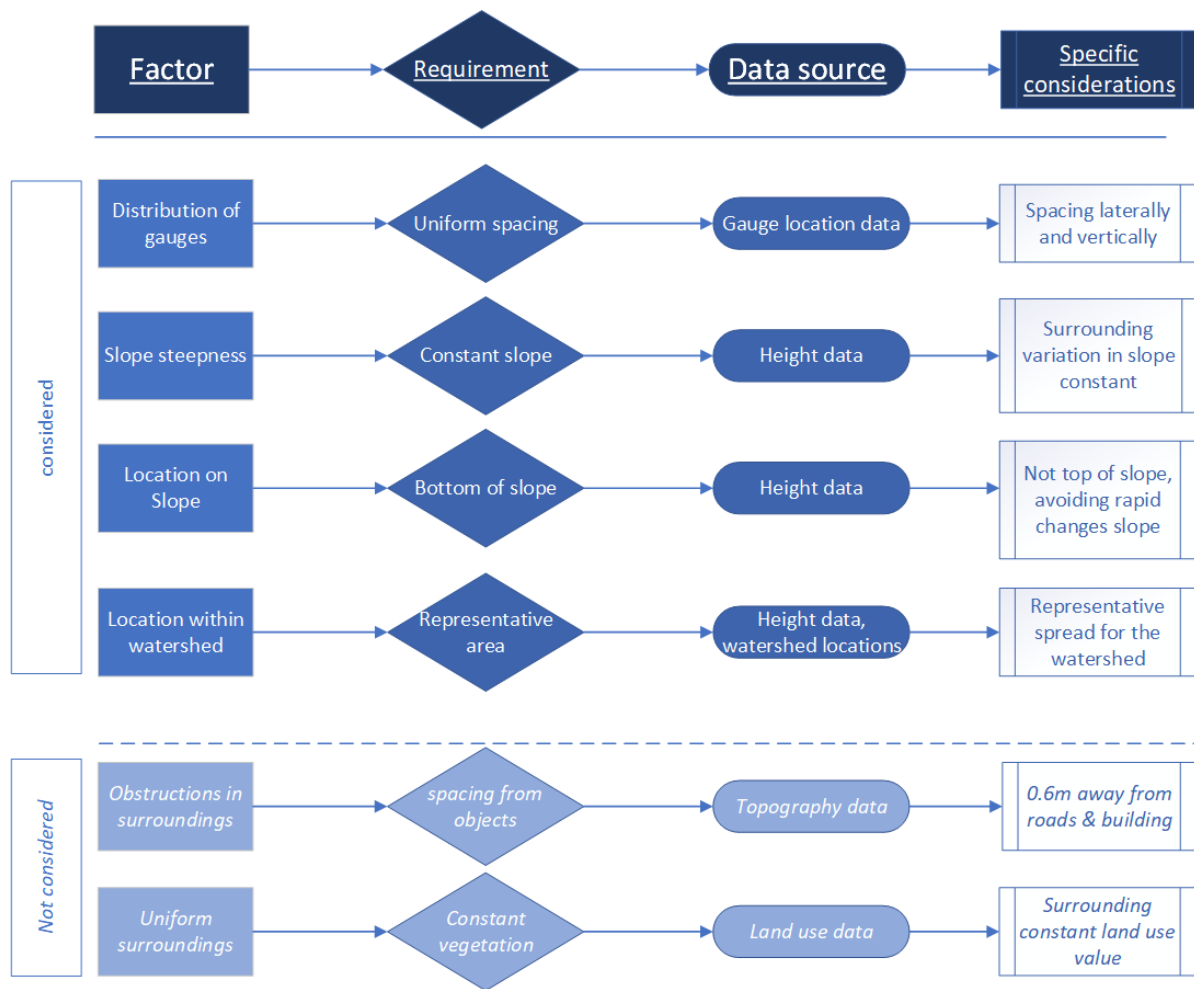 Factor
Requirement
Data source
Specific
considerations
considered
Distribution of
gauges
Uniform spacing
Gauge location data
Spacing laterally
and vertically
Slope steepness
Constant slope
Height data
Surrounding
variation in slope
constant
Location on
Slope
Bottom of slope
Height data
Not top of slope,
avoiding rapid
changes slope
Location within
watershed
Representative
area
Height data,
watershed locations
Representative
spread for the
watershed
Not considered
Obstructions in
surroundings
spacing from
objects
Topography data
0.6m away from
roads & building
Uniform
surroundings
Constant
vegetation
Land use data
Surrounding
constant land use
value